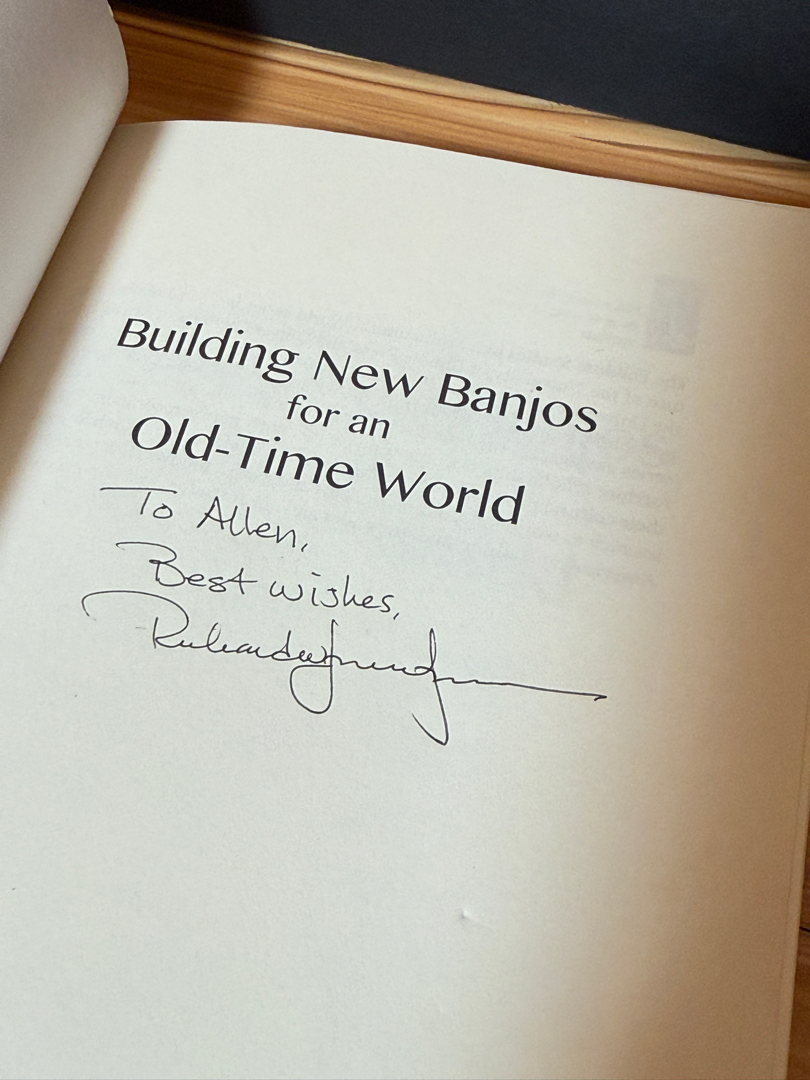 Building New Banjos
for an
Old-Time World
To Allen,
Best wishes,